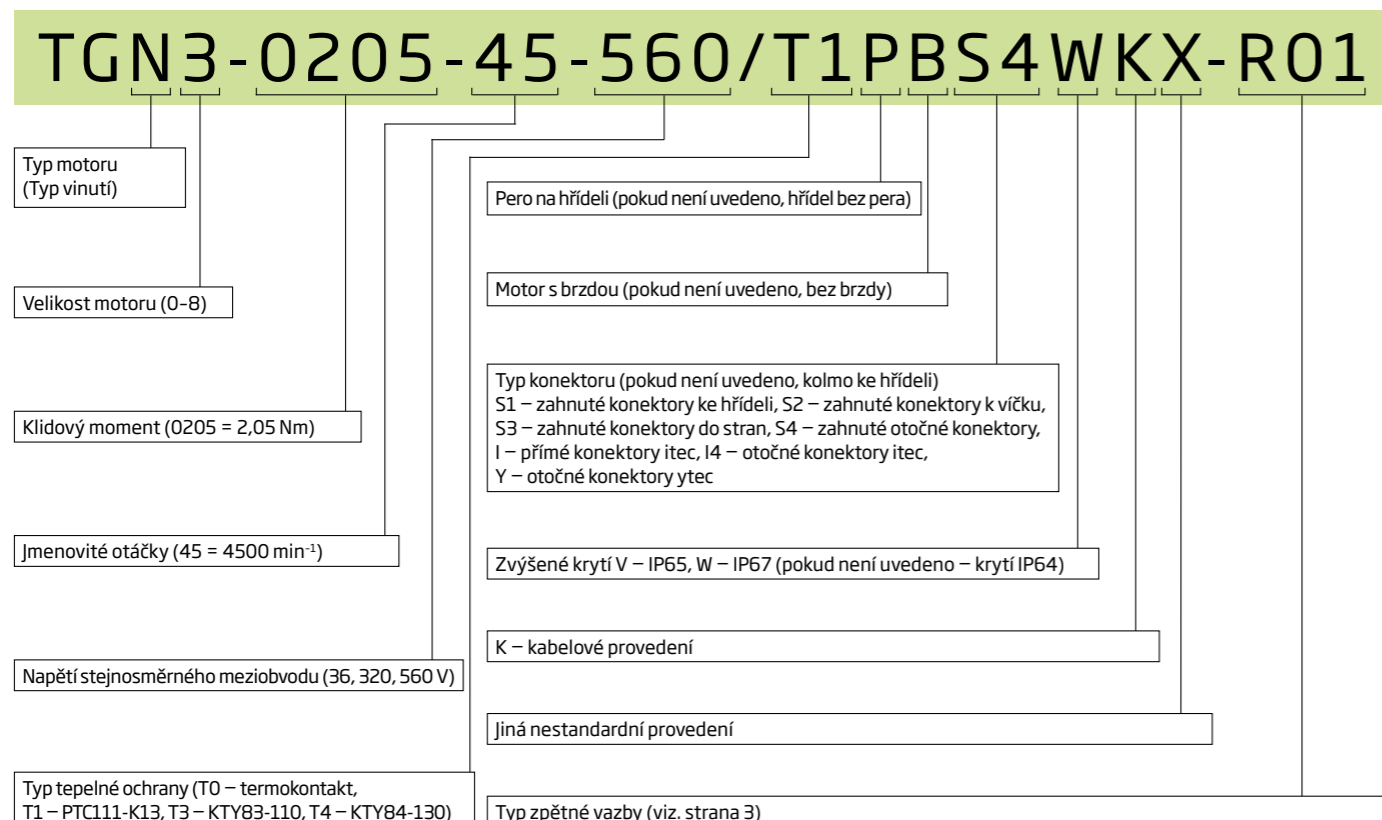 TGN3-0205-45-560/T1PBS4WKX-R01
Typ motoru
(Typ vinutí)
Velikost motoru (0–8)
Klidový moment (0205 = 2,05 Nm)
Jmenovité otáčky (45 = 4500 min⁻¹)
Napětí stejnosměrného meziobvodu (36, 320, 560 V)
Typ tepelné ochrany (T0 – termokontakt,
T1 – PTC111-K13, T3 – KTY83-110, T4 – KTY84-130)
Pero na hřídeli (pokud není uvedeno, hřídel bez pera)
Motor s brzdou (pokud není uvedeno, bez brzdy)
Typ konektoru (pokud není uvedeno, kolmo ke hřídeli)
S1 – zahnuté konektory ke hřídeli, S2 – zahnuté konektory k víčku,
S3 – zahnuté konektory do stran, S4 – zahnuté otočné konektory,
I – přímé konektory itec, I4 – otočné konektory itec,
Y – otočné konektory ytec
Zvýšené krytí V – IP65, W – IP67 (pokud není uvedeno – krytí IP64)
K – kabelové provedení
Jiná nestandardní provedení
Typ zpětné vazby (viz. strana 3)